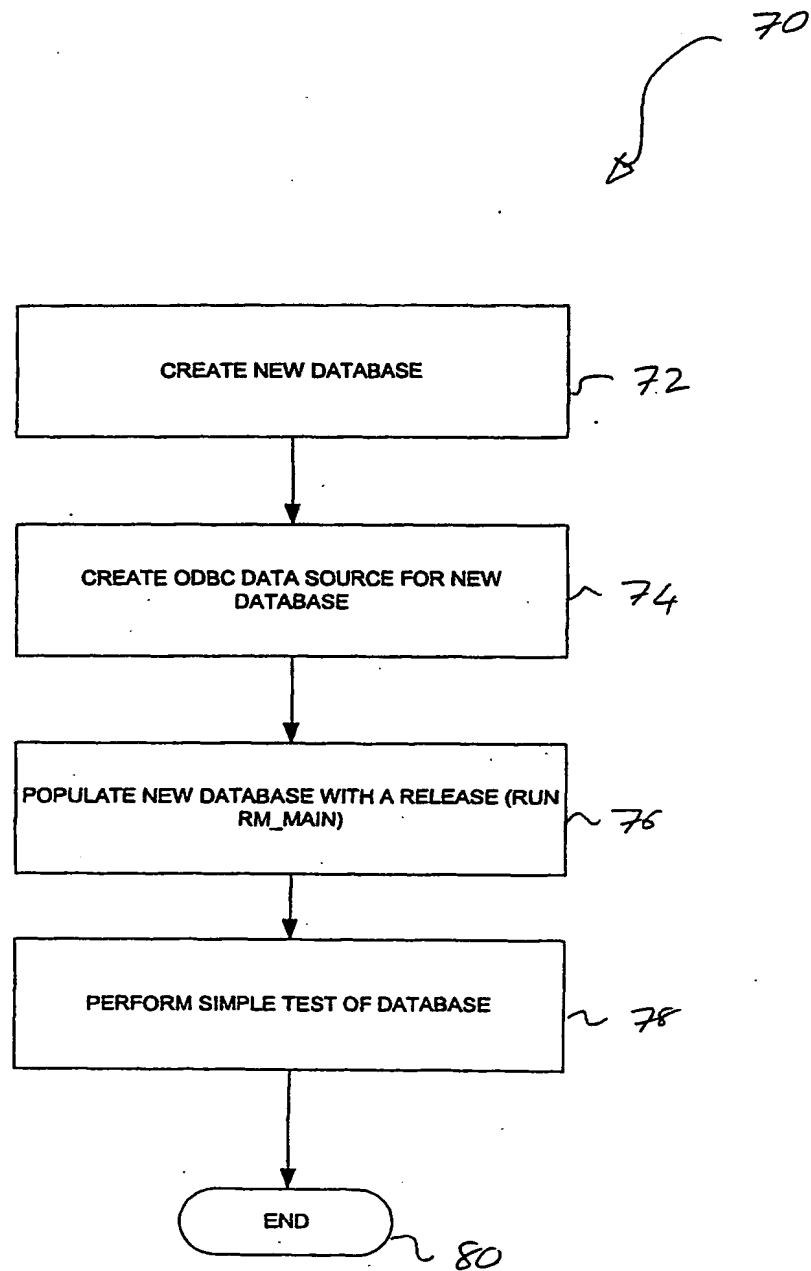 70
CREATE NEW DATABASE
72
CREATE ODBC DATA SOURCE FOR NEW
DATABASE
74
POPULATE NEW DATABASE WITH A RELEASE (RUN
RM_MAIN)
76
PERFORM SIMPLE TEST OF DATABASE
78
END
80